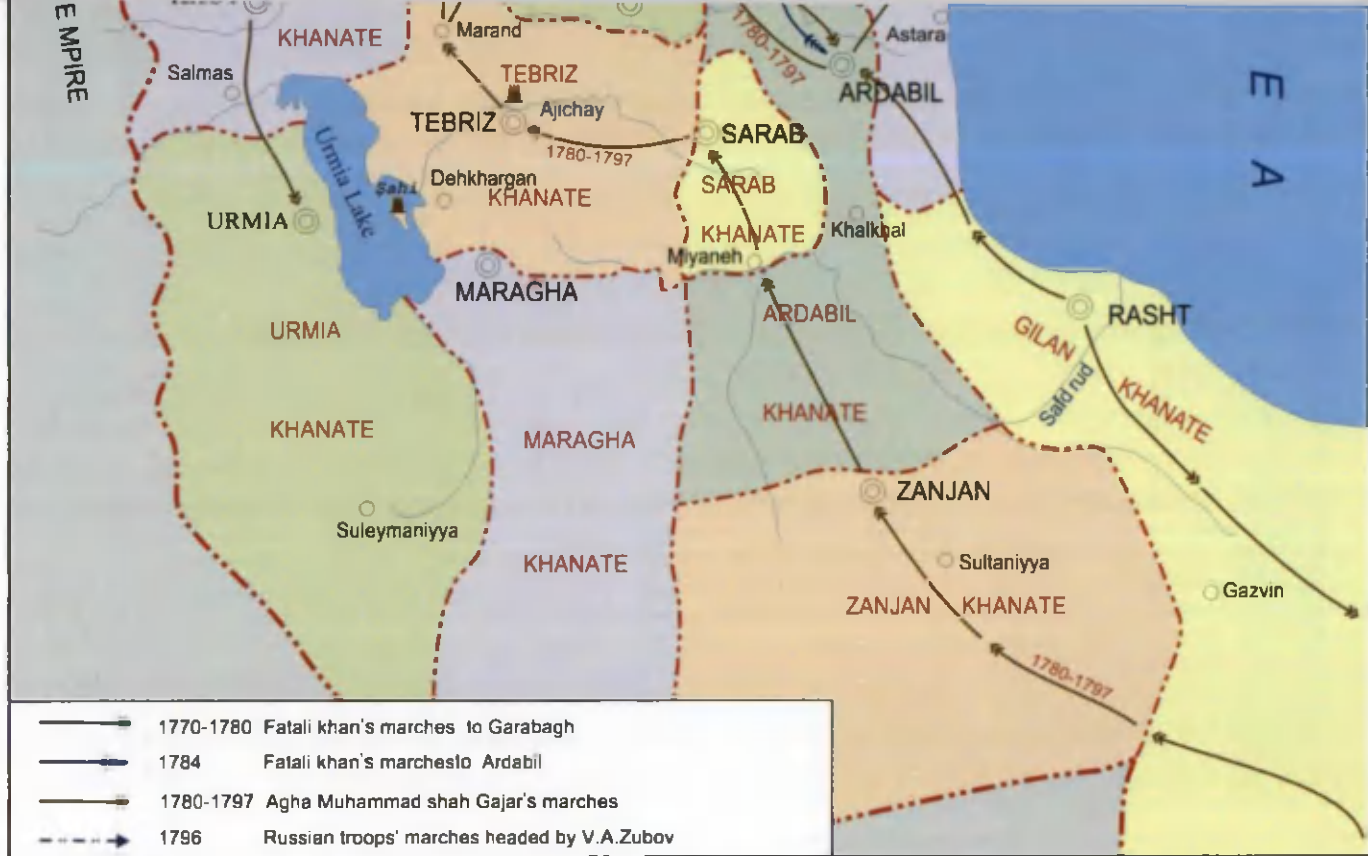 EMPIRE
KHANATE
Marand
1780-1797
Astara
E A
Salmas
TEBRIZ
ARDABIL
TEBRIZ
Ajichay
SARAB
1780-1797
Urmia Lake
Sahi
Dehkhargan
KHANATE
SARAB
KHANATE
URMIA
Khalkhal
Miyaneh
MARAGHA
ARDABIL
RASHT
URMIA
GILAN
KHANATE
Safd rud
KHANATE
KHANATE
MARAGHA
ZANJAN
Suleymaniyya
KHANATE
Sultaniyya
Gazvin
ZANJAN KHANATE
1780-1797
1770-1780 Fatali khan's marches to Garabagh
1784 Fatali khan's marchesto Ardabil
1780-1797 Agha Muhammad shah Gajar's marches
1796 Russian troops' marches headed by V.A.Zubov